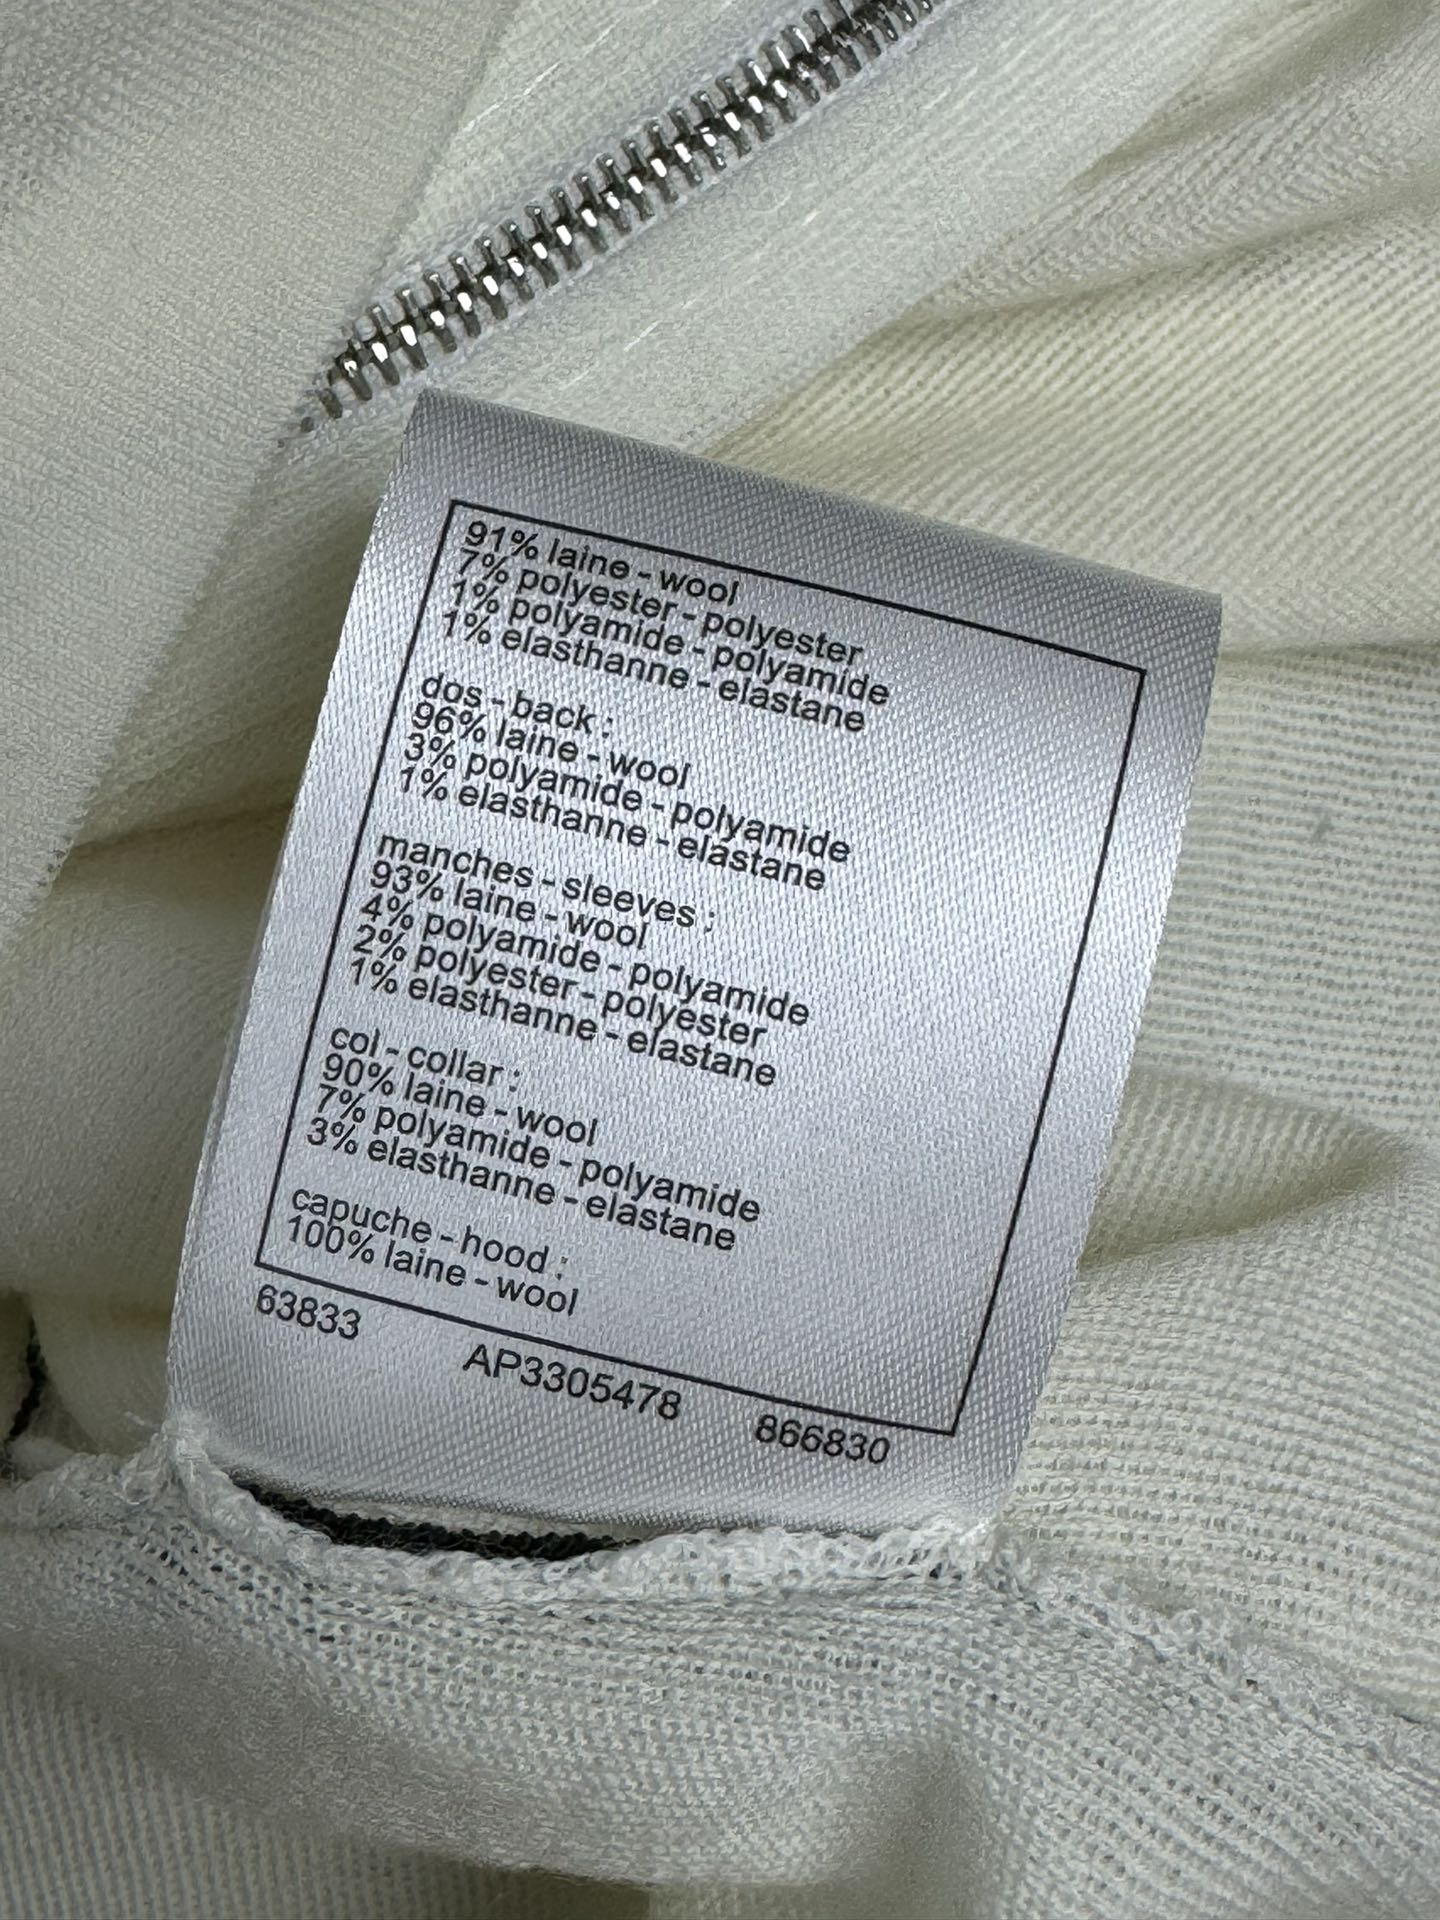 91% laine - wool
7% polyester - polyester
1% polyamide - polyamide
1% elasthanne - elastane
dos - back :
96% laine - wool
3% polyamide - polyamide
1% elasthanne - elastane
manches - sleeves :
93% laine - wool
4% polyamide - polyamide
2% polyester - polyester
1% elasthanne - elastane
col - collar :
90% laine - wool
7% polyamide - polyamide
3% elasthanne - elastane
capuche - hood :
100% laine - wool
63833 AP3305478 866830